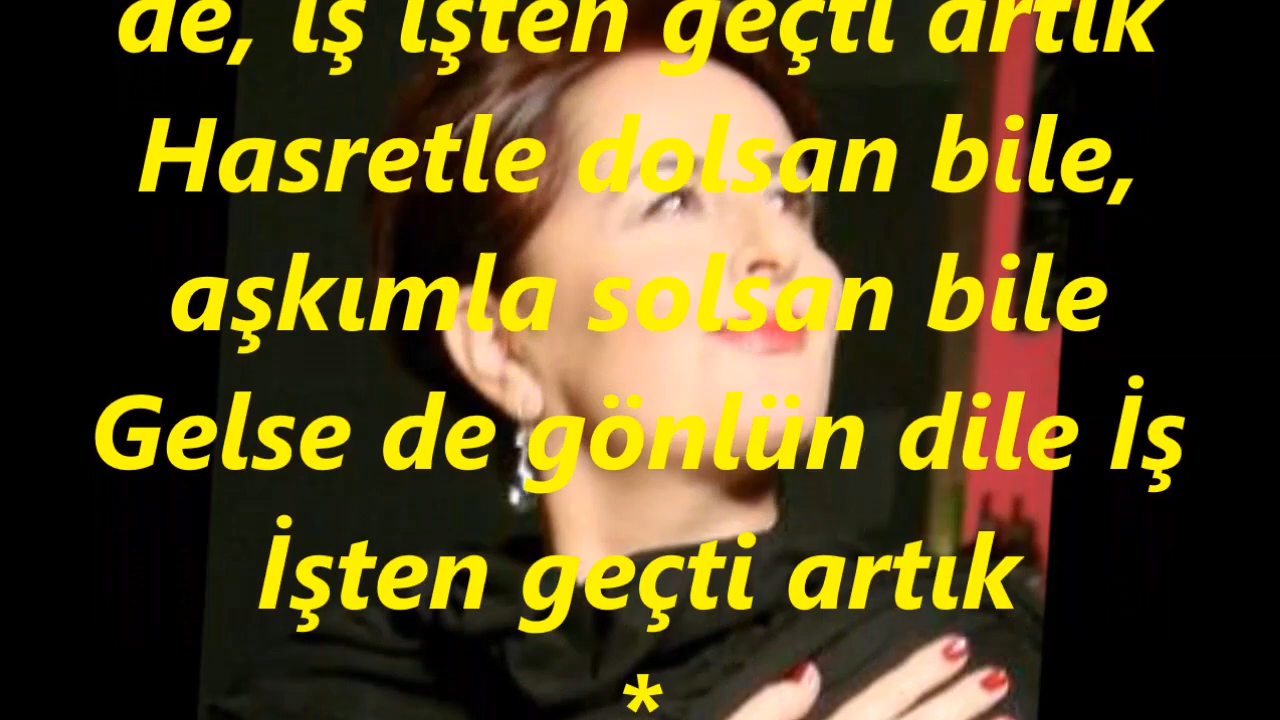 de, iş işten geçti artık
Hasretle dolsan bile,
aşkımla solsan bile
Gelse de gönlün dile İş
İşten geçti artık
*